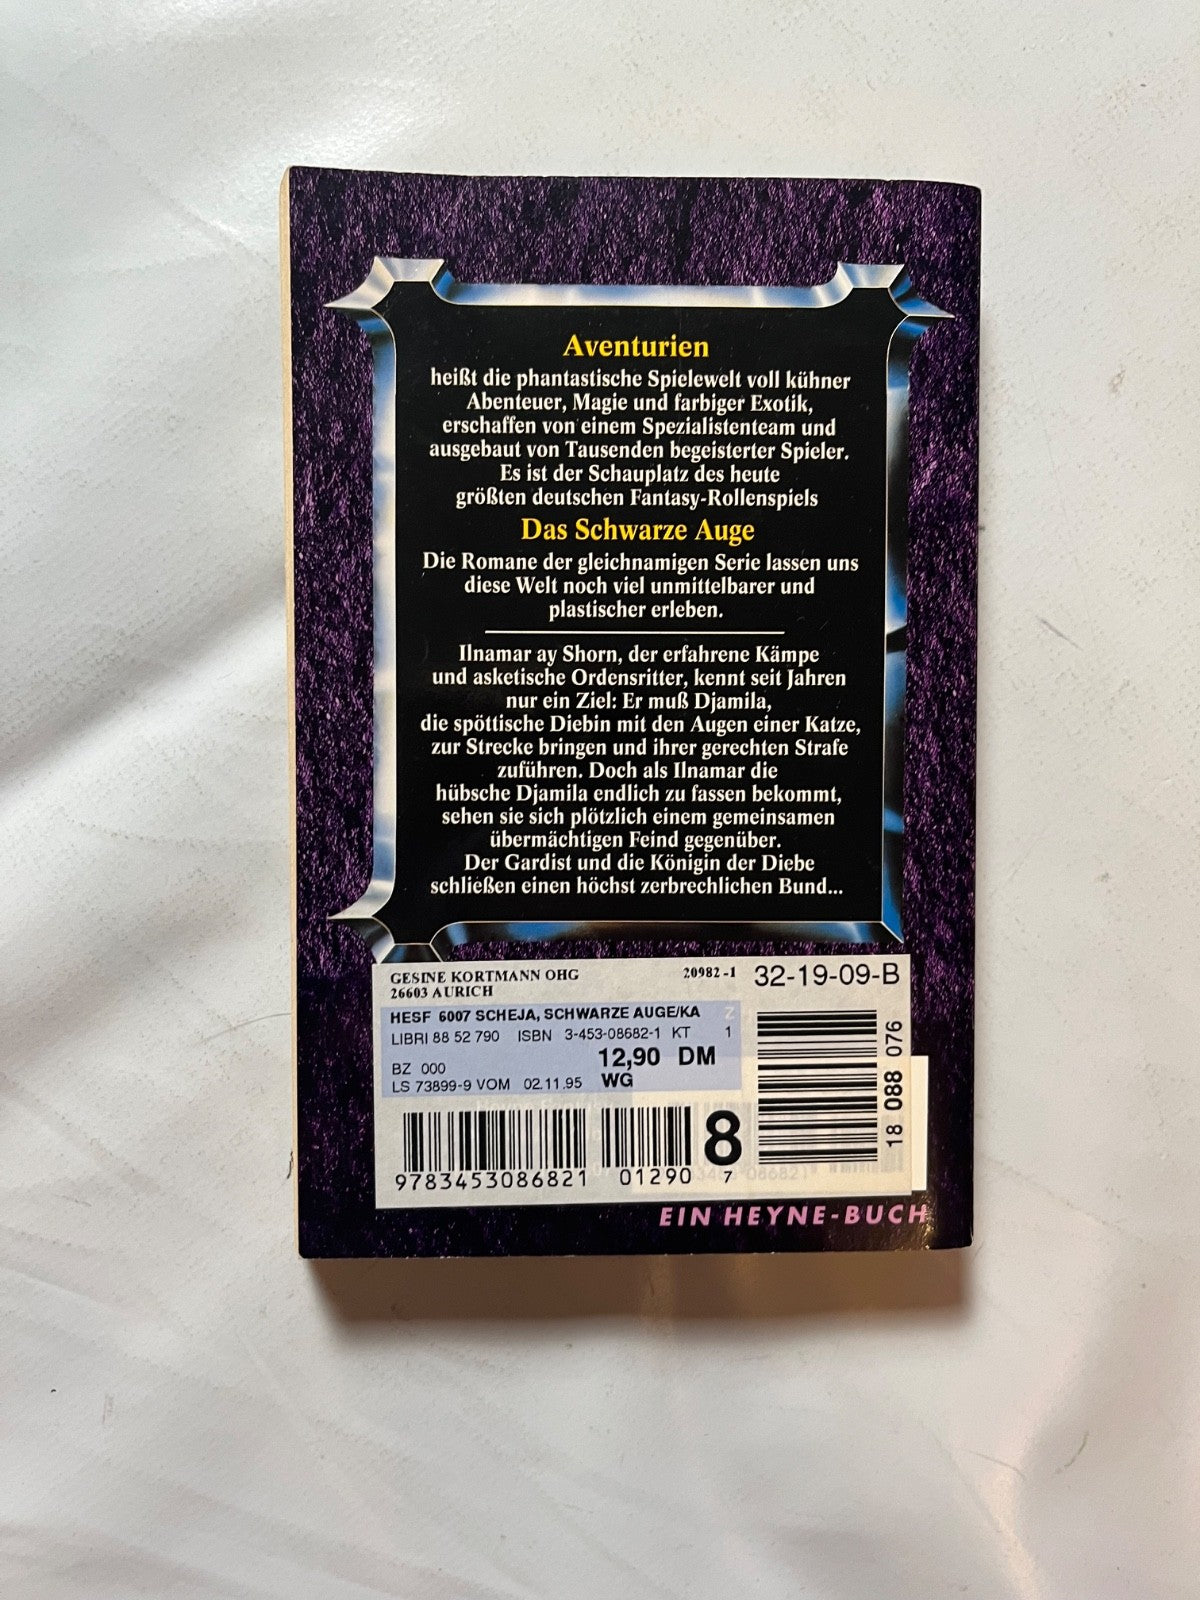 Aventurien
heißt die phantastische Spielewelt voll kühner
Abenteuer, Magie und farbiger Exotik,
erschaffen von einem Spezialistenteam und
ausgebaut von Tausenden begeisterter Spieler.
Es ist der Schauplatz des heute
größten deutschen Fantasy-Rollenspiels
Das Schwarze Auge
Die Romane der gleichnamigen Serie lassen uns
diese Welt noch viel unmittelbarer und
plastischer erleben.
Ilnamar ay Shorn, der erfahrene Kämpe
und asketische Ordensritter, kennt seit Jahren
nur ein Ziel: Er muß Djamila,
die spöttische Diebin mit den Augen einer Katze,
zur Strecke bringen und ihrer gerechten Strafe
zuführen. Doch als Ilnamar die
hübsche Djamila endlich zu fassen bekommt,
sehen sie sich plötzlich einem gemeinsamen
übermächtigen Feind gegenüber.
Der Gardist und die Königin der Diebe
schließen einen höchst zerbrechlichen Bund...
GESINE KORTMANN OHG 20982-1 32-19-09-B
26603 AURICH
HESF 6007 SCHEJA, SCHWARZE AUGE/KA Z
LIBRI 88 52 790 ISBN 3-453-08682-1 KT 1
12,90 DM
BZ 000
LS 73899-9 VOM 02.11.95 WG
18 088 076
8
9783453086821 01290 7
EIN HEYNE-BUCH